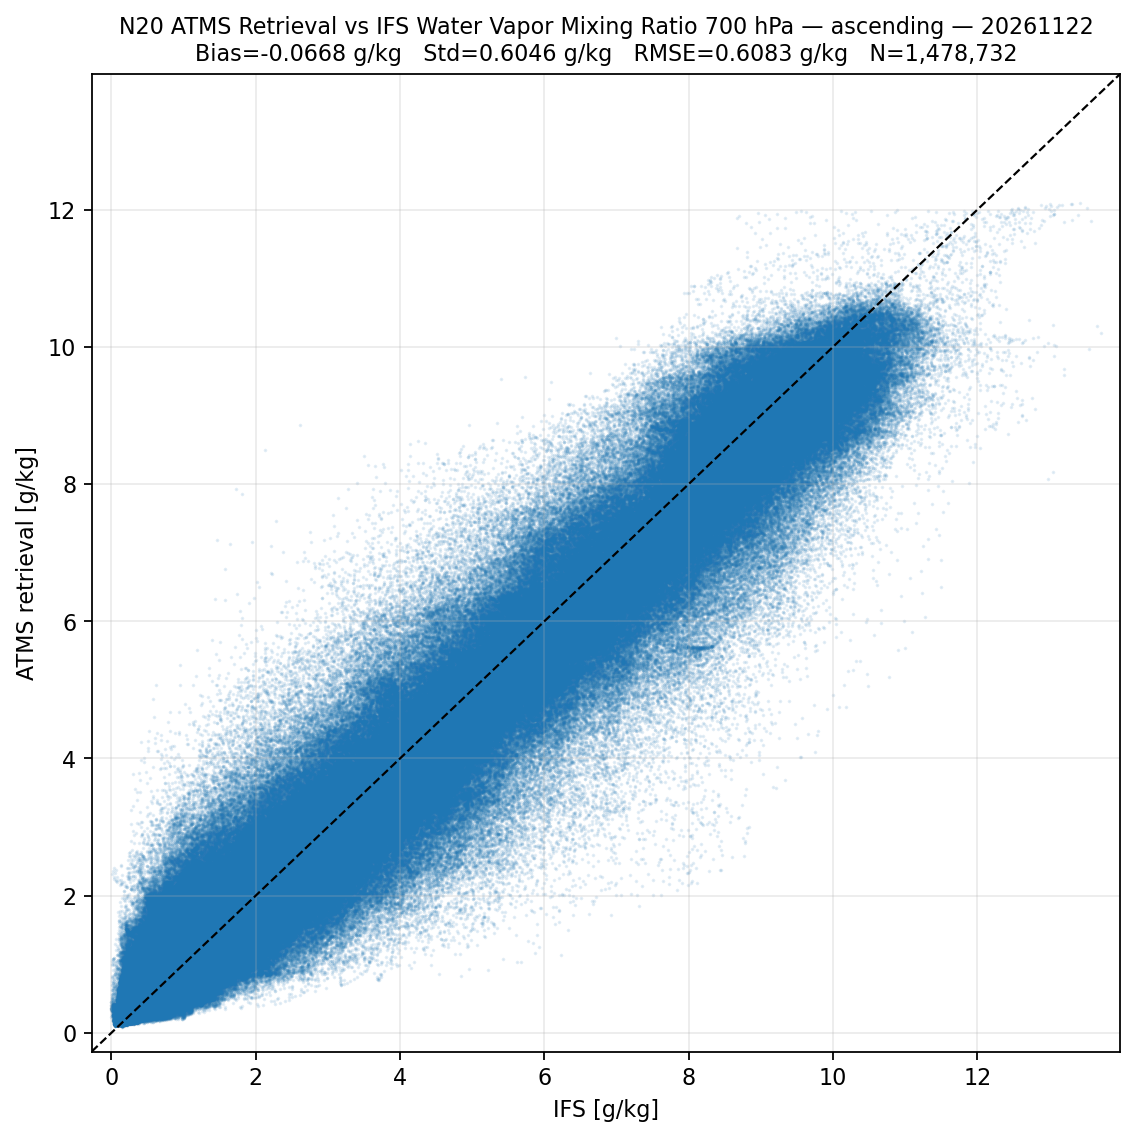 N20 ATMS Retrieval vs IFS Water Vapor Mixing Ratio 700 hPa — ascending — 20261122
Bias=-0.0668 g/kg   Std=0.6046 g/kg   RMSE=0.6083 g/kg   N=1,478,732
12
10
8
6
4
2
0
ATMS retrieval [g/kg]
0 2 4 6 8 10 12
IFS [g/kg]